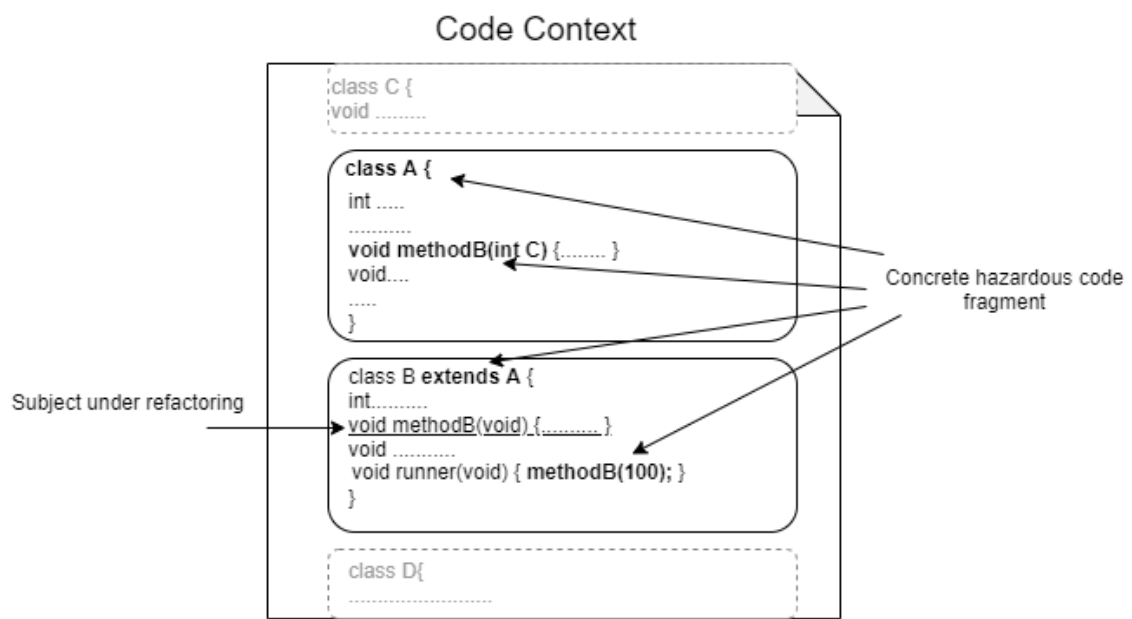 Code Context
class C {
void .........
class A {
int .....
...........
void methodB(int C) {........ }
void....
.....
}
Concrete hazardous code
fragment
class B extends A {
int..........
Subject under refactoring
void methodB(void) {.......... }
void ...........
void runner(void) { methodB(100); }
}
class D{
..........................